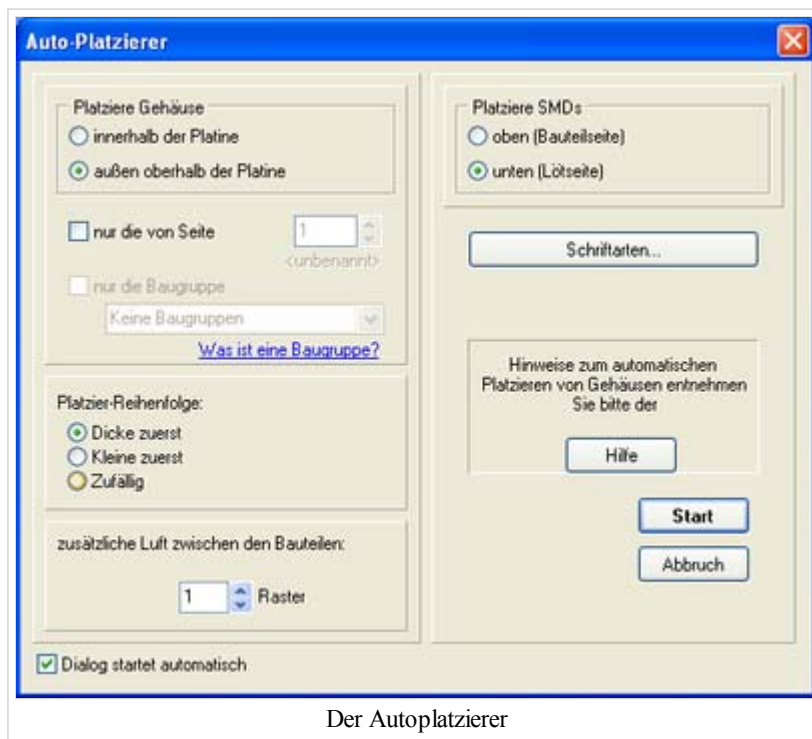 Auto-Platzierer
Platziere Gehäuse
innerhalb der Platine
außen oberhalb der Platine
nur die von Seite
1
<unbenannt>
nur die Baugruppe
Keine Baugruppen
Was ist eine Baugruppe?
Platzier-Reihenfolge:
Dicke zuerst
Kleine zuerst
Zufällig
zusätzliche Luft zwischen den Bauteilen:
1 Raster
Dialog startet automatisch
Platziere SMDs
oben (Bauteilseite)
unten (Lötseite)
Schriftarten...
Hinweise zum automatischen
Platzieren von Gehäusen entnehmen
Sie bitte der
Hilfe
Start
Abbruch
Der Autoplatzierer